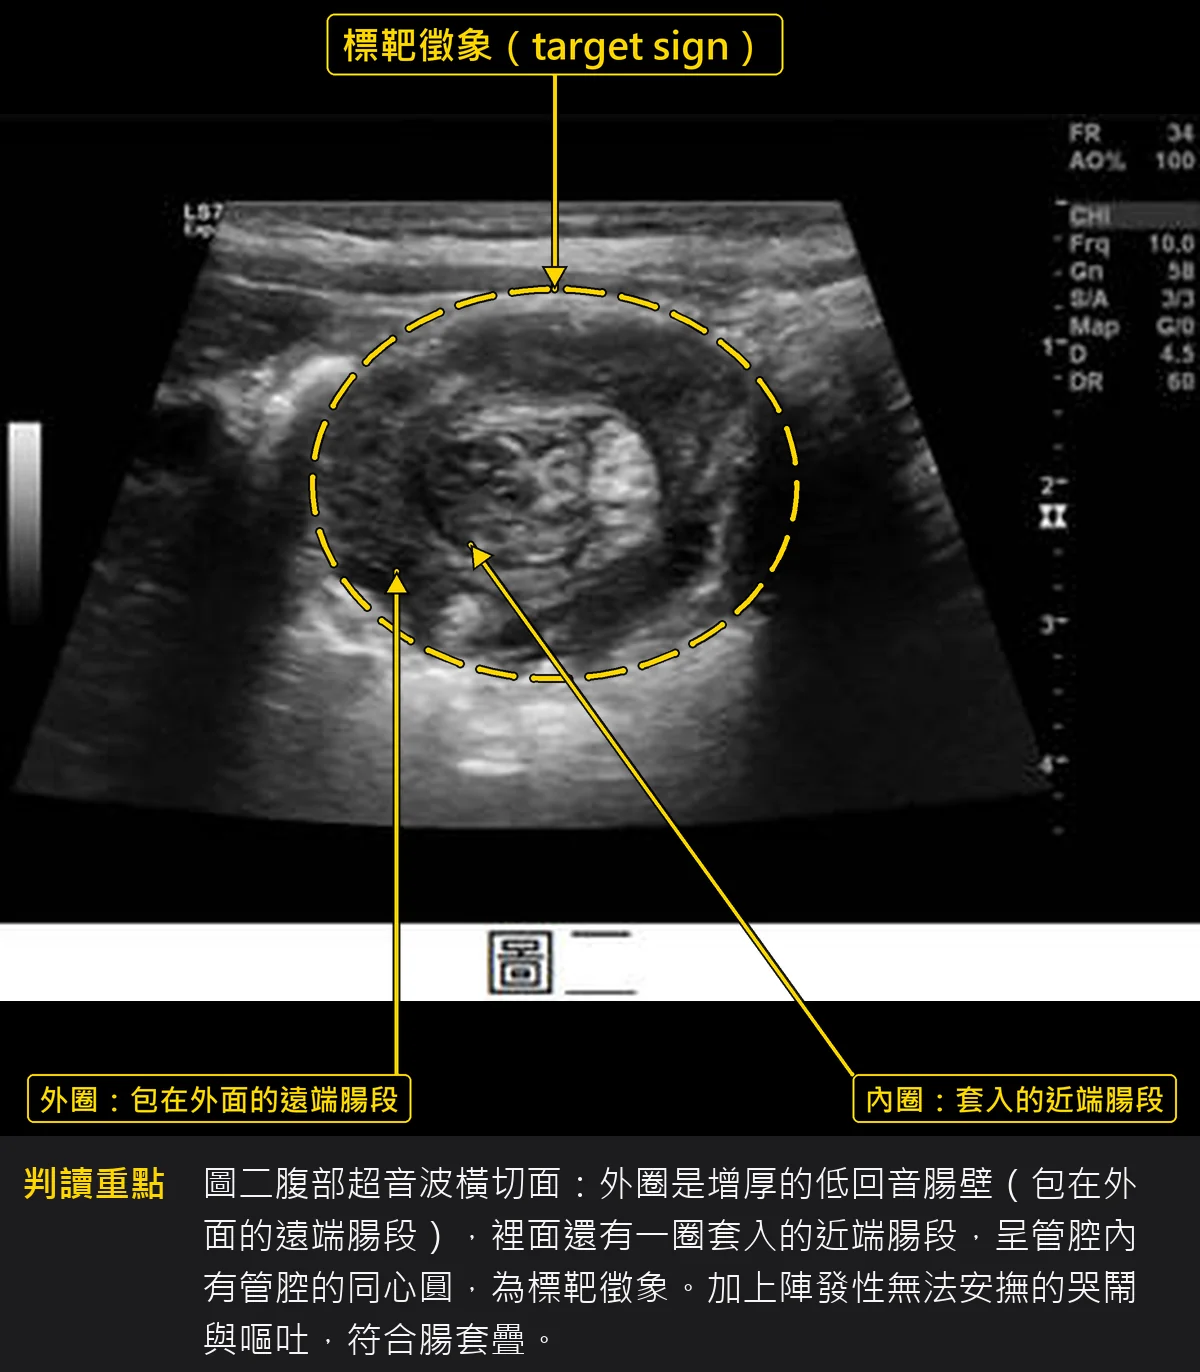 標靶徵象（target sign）
FR 34
AO% 100
LS7
CHI
Frq 10.0
Gn 58
S/A 3/3
Map G/0
D 4.5
DR 60
1
2
3
4
圖二
外圈：包在外面的遠端腸段
內圈：套入的近端腸段
判讀重點
圖二腹部超音波橫切面：外圈是增厚的低回音腸壁（包在外
面的遠端腸段），裡面還有一圈套入的近端腸段，呈管腔內
有管腔的同心圓，為標靶徵象。加上陣發性無法安撫的哭鬧
與嘔吐，符合腸套疊。